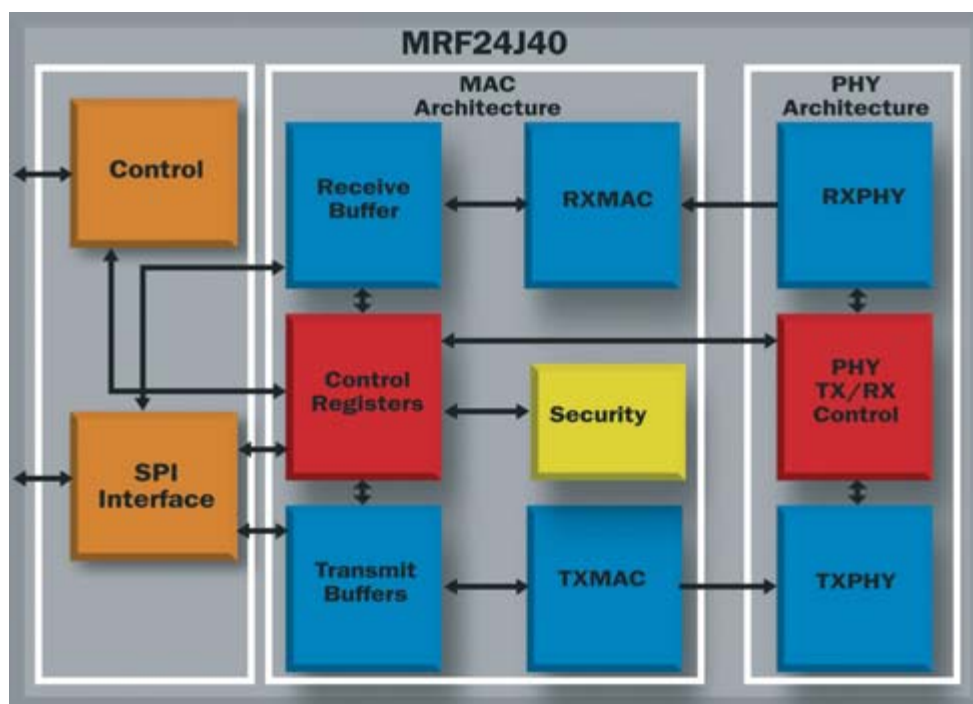 MRF24J40
MAC
Architecture
PHY
Architecture
Control
Receive
Buffer
RXMAC
RXPHY
Control
Registers
Security
PHY
TX/RX
Control
SPI
Interface
Transmit
Buffers
TXMAC
TXPHY